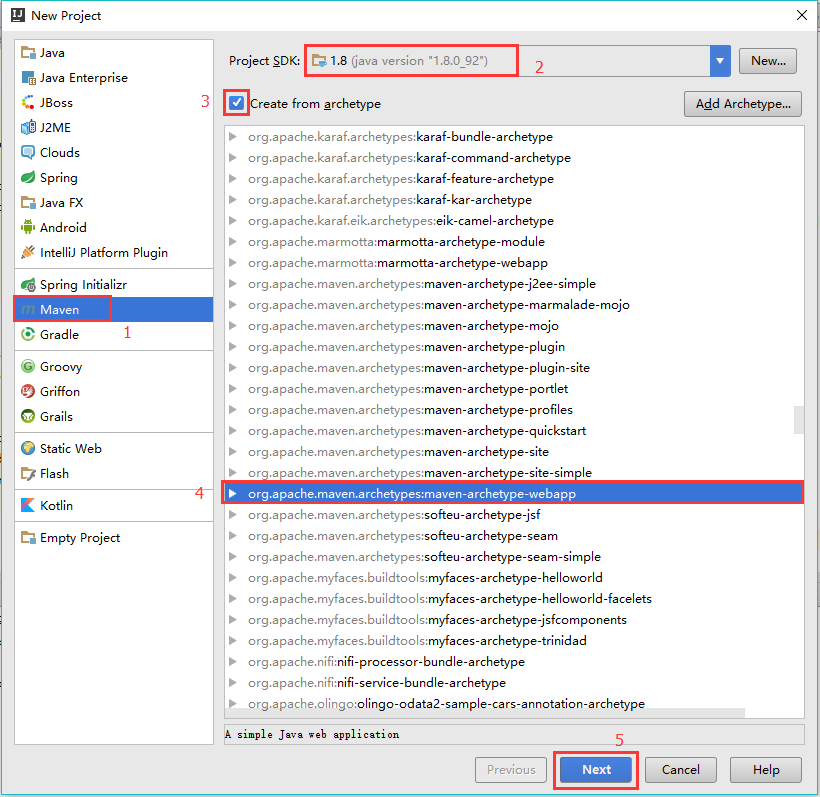 New Project
Java
Java Enterprise
JBoss
J2ME
Clouds
Spring
Java FX
Android
IntelliJ Platform Plugin
Spring Initializr
Maven
1
Gradle
Groovy
Griffon
Grails
Static Web
Flash
Kotlin
Empty Project
Project SDK: 1.8 (java version "1.8.0_92") 2 New...
3 Create from archetype Add Archetype...
org.apache.karaf.archetypes:karaf-bundle-archetype
org.apache.karaf.archetypes:karaf-command-archetype
org.apache.karaf.archetypes:karaf-feature-archetype
org.apache.karaf.archetypes:karaf-kar-archetype
org.apache.karaf.eik.archetypes:eik-camel-archetype
org.apache.marmotta:marmotta-archetype-module
org.apache.marmotta:marmotta-archetype-webapp
org.apache.maven.archetypes:maven-archetype-j2ee-simple
org.apache.maven.archetypes:maven-archetype-marmalade-mojo
org.apache.maven.archetypes:maven-archetype-mojo
org.apache.maven.archetypes:maven-archetype-plugin
org.apache.maven.archetypes:maven-archetype-plugin-site
org.apache.maven.archetypes:maven-archetype-portlet
org.apache.maven.archetypes:maven-archetype-profiles
org.apache.maven.archetypes:maven-archetype-quickstart
org.apache.maven.archetypes:maven-archetype-site
org.apache.maven.archetypes:maven-archetype-site-simple
4 org.apache.maven.archetypes:maven-archetype-webapp
org.apache.maven.archetypes:softeu-archetype-jsf
org.apache.maven.archetypes:softeu-archetype-seam
org.apache.maven.archetypes:softeu-archetype-seam-simple
org.apache.myfaces.buildtools:myfaces-archetype-helloworld
org.apache.myfaces.buildtools:myfaces-archetype-helloworld-facelets
org.apache.myfaces.buildtools:myfaces-archetype-jsfcomponents
org.apache.myfaces.buildtools:myfaces-archetype-trinidad
org.apache.nifi:nifi-processor-bundle-archetype
org.apache.nifi:nifi-service-bundle-archetype
org.apache.olingo:olingo-odata2-sample-cars-annotation-archetype
A simple Java web application
5
Previous Next Cancel Help